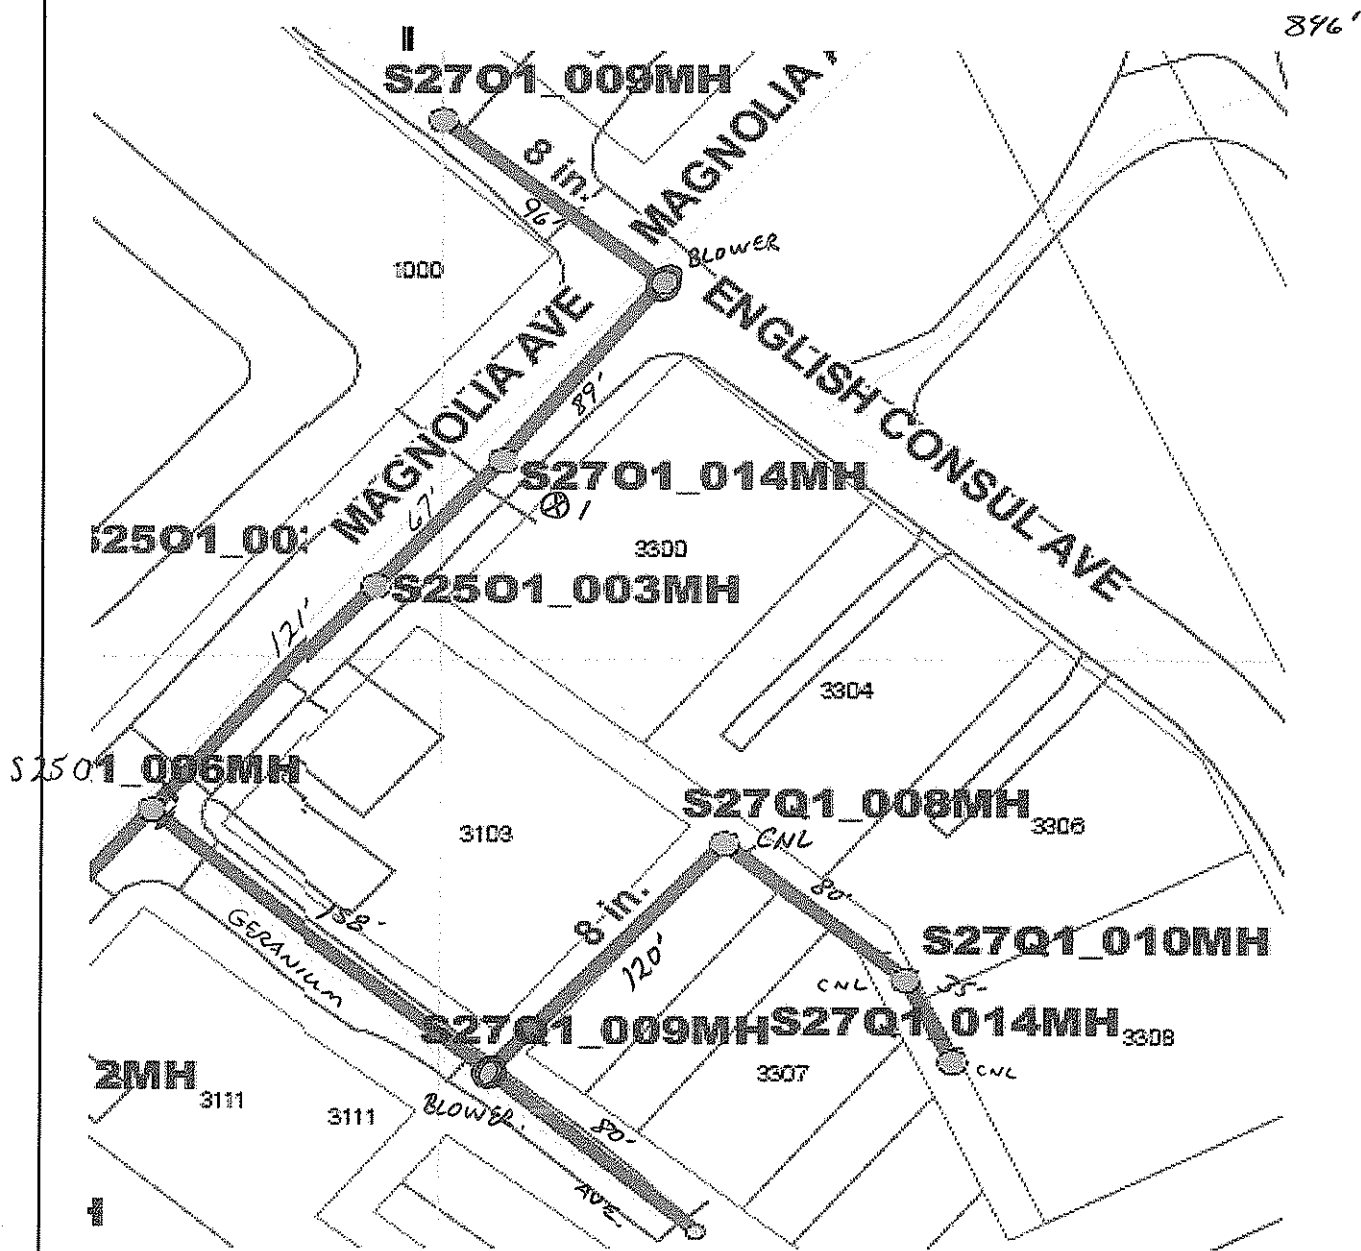 896'
S27O1_009MH
8 in.
96'
MAGNOLIA
BLOWER
1000
MAGNOLIA AVE
ENGLISH CONSUL AVE
89'
S27O1_014MH
67'
1
3300
S25O1_003MH
121'
3304
S25O1_006MH
S27Q1_008MH
CNL
3306
3103
80'
8 in.
158'
GERANIUM
120'
S27Q1_010MH
CNL
35'
S27Q1_009MH
S27Q1_014MH
3308
CNL
3307
2MH
3111
3111
BLOWER
80'
AVE